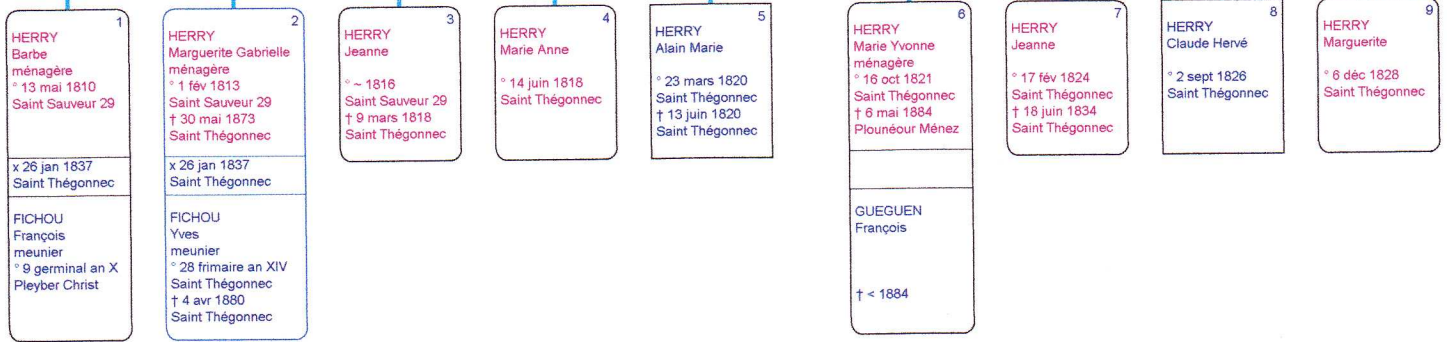 1
HERRY
Barbe
ménagère
° 13 mai 1810
Saint Sauveur 29
x 26 jan 1837
Saint Thégonnec
FICHOU
François
meunier
° 9 germinal an X
Pleyber Christ
2
HERRY
Marguerite Gabrielle
ménagère
° 1 fév 1813
Saint Sauveur 29
† 30 mai 1873
Saint Thégonnec
x 26 jan 1837
Saint Thégonnec
FICHOU
Yves
meunier
° 28 frimaire an XIV
Saint Thégonnec
† 4 avr 1880
Saint Thégonnec
3
HERRY
Jeanne
° ~ 1816
Saint Sauveur 29
† 9 mars 1818
Saint Thégonnec
4
HERRY
Marie Anne
° 14 juin 1818
Saint Thégonnec
5
HERRY
Alain Marie
° 23 mars 1820
Saint Thégonnec
† 13 juin 1820
Saint Thégonnec
6
HERRY
Marie Yvonne
ménagère
° 16 oct 1821
Saint Thégonnec
† 6 mai 1884
Plounéour Ménez
GUEGUEN
François
† < 1884
7
HERRY
Jeanne
° 17 fév 1824
Saint Thégonnec
† 18 juin 1834
Saint Thégonnec
8
HERRY
Claude Hervé
° 2 sept 1826
Saint Thégonnec
9
HERRY
Marguerite
° 6 déc 1828
Saint Thégonnec